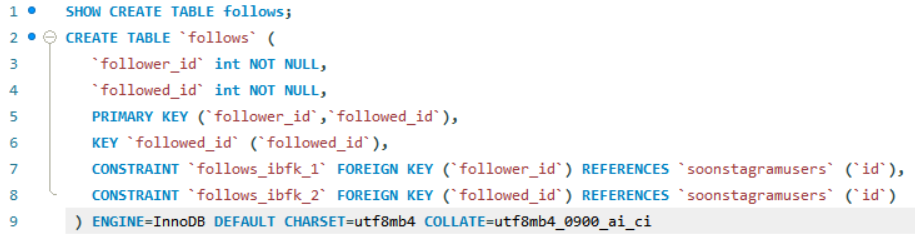 1 SHOW CREATE TABLE follows;
2 CREATE TABLE `follows` (
3 `follower_id` int NOT NULL,
4 `followed_id` int NOT NULL,
5 PRIMARY KEY (`follower_id`,`followed_id`),
6 KEY `followed_id` (`followed_id`),
7 CONSTRAINT `follows_ibfk_1` FOREIGN KEY (`follower_id`) REFERENCES `soonstagramusers` (`id`),
8 CONSTRAINT `follows_ibfk_2` FOREIGN KEY (`followed_id`) REFERENCES `soonstagramusers` (`id`)
9 ) ENGINE=InnoDB DEFAULT CHARSET=utf8mb4 COLLATE=utf8mb4_0900_ai_ci